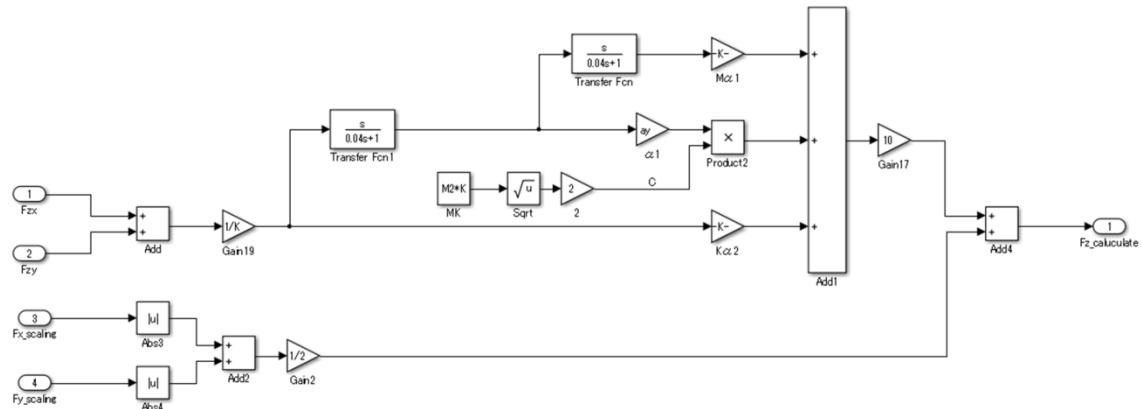 s
0.04s+1
Transfer Fcn
-K-
Mα1
+
s
0.04s+1
Transfer Fcn1
ay
α1
×
Product2
+
10
Gain17
M2*K
MK
√u
Sqrt
2
2
C
1
Fzx
2
Fzy
+
+
Add
1/K
Gain19
-K-
Kα2
+
Add1
+
+
Add4
1
Fz_caluculate
3
Fx_scaling
|u|
Abs3
4
Fy_scaling
|u|
Abs4
+
+
Add2
1/2
Gain2